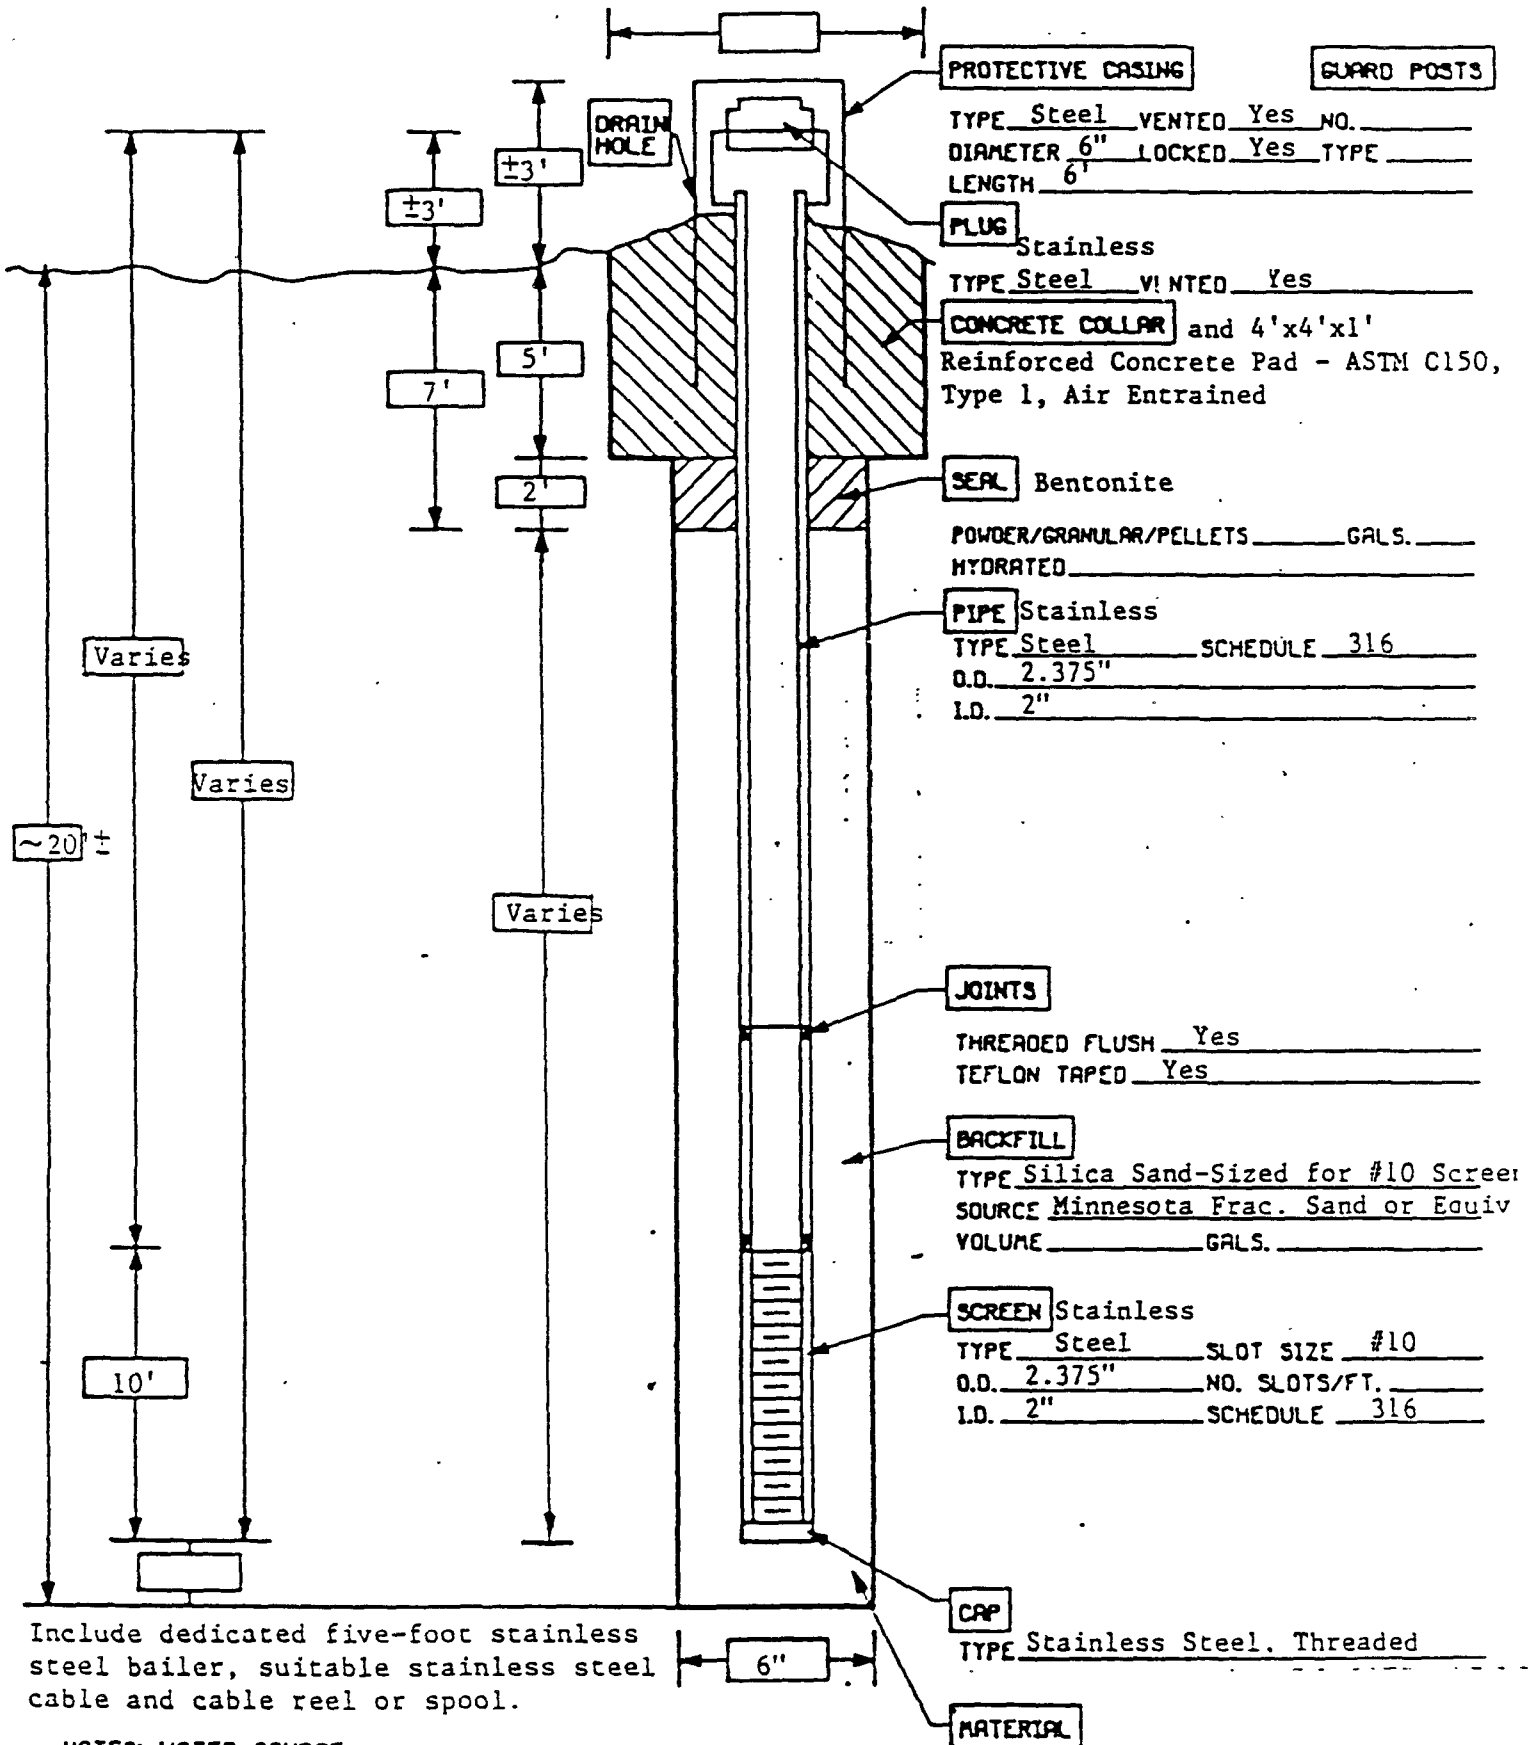 PROTECTIVE CASING GUARD POSTS
TYPE Steel VENTED Yes NO.
DIAMETER 6" LOCKED Yes TYPE
LENGTH 6'
DRAIN
HOLE
±3'
±3'
PLUG
Stainless
TYPE Steel VENTED Yes
CONCRETE COLLAR and 4'x4'x1'
Reinforced Concrete Pad - ASTM C150,
Type 1, Air Entrained
5'
7'
2'
SEAL Bentonite
POWDER/GRANULAR/PELLETS GALS.
HYDRATED
PIPE Stainless
TYPE Steel SCHEDULE 316
O.D. 2.375"
I.D. 2"
Varies
Varies
~20'±
Varies
JOINTS
THREADED FLUSH Yes
TEFLON TAPED Yes
BACKFILL
TYPE Silica Sand-Sized for #10 Screen
SOURCE Minnesota Frac. Sand or Equiv
VOLUME GALS.
SCREEN Stainless
TYPE Steel SLOT SIZE #10
O.D. 2.375" NO. SLOTS/FT.
I.D. 2" SCHEDULE 316
10'
CAP
TYPE Stainless Steel. Threaded
6"
Include dedicated five-foot stainless
steel bailer, suitable stainless steel
cable and cable reel or spool.
MATERIAL